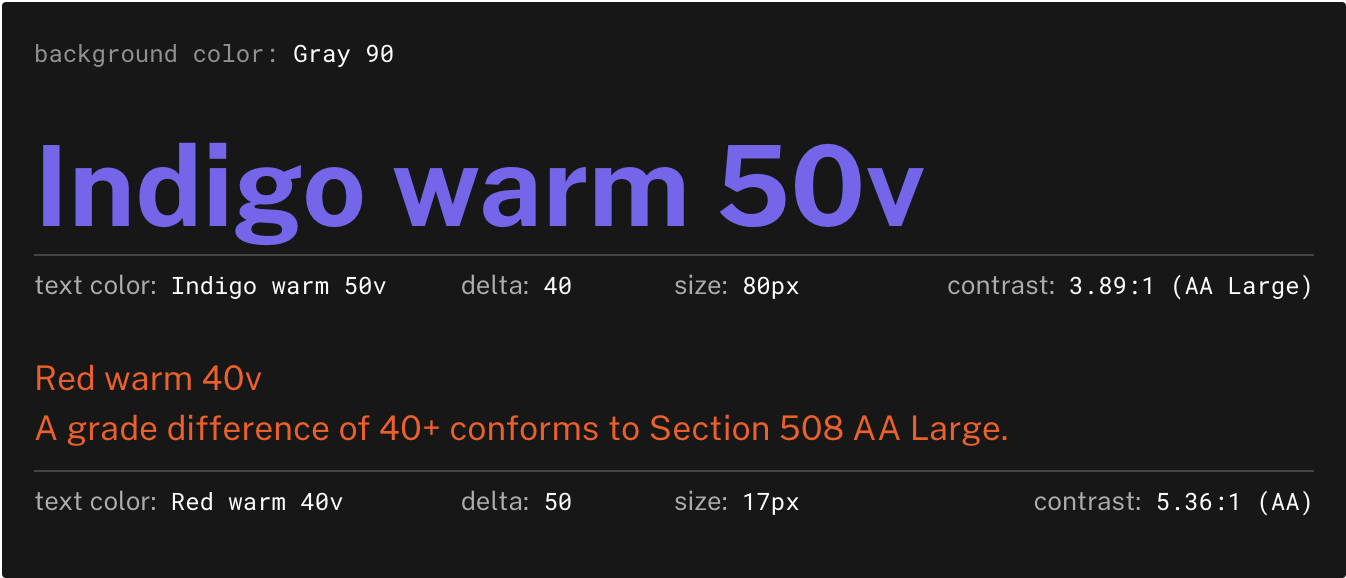 background color: Gray 90
Indigo warm 50v
text color: Indigo warm 50v delta: 40 size: 80px contrast: 3.89:1 (AA Large)
Red warm 40v
A grade difference of 40+ conforms to Section 508 AA Large.
text color: Red warm 40v delta: 50 size: 17px contrast: 5.36:1 (AA)